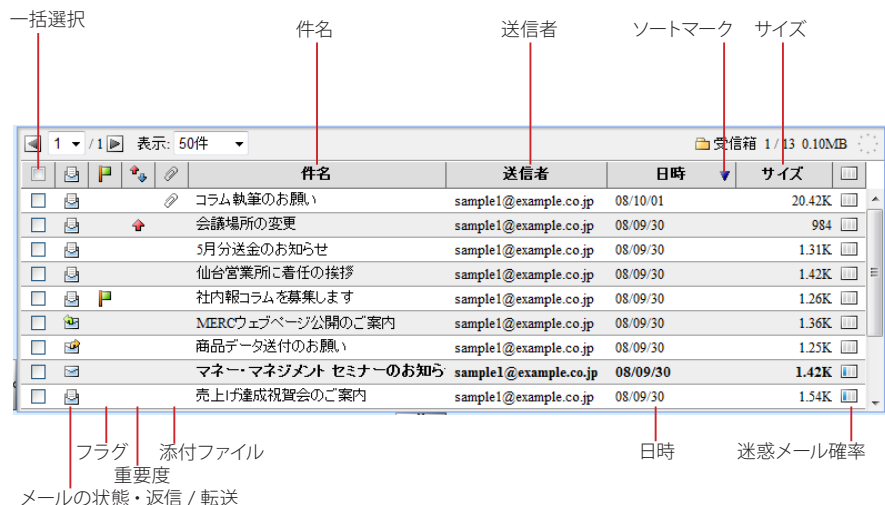 一括選択
件名
送信者
ソートマーク
サイズ
1 / 1 表示: 50件 受信箱 1 / 13 0.10MB
件名 送信者 日時 サイズ
コラム執筆のお願い sample1@example.co.jp 08/10/01 20.42K
会議場所の変更 sample1@example.co.jp 08/09/30 984
5月分送金のお知らせ sample1@example.co.jp 08/09/30 1.31K
仙台営業所に着任の挨拶 sample1@example.co.jp 08/09/30 1.42K
社内報コラムを募集します sample1@example.co.jp 08/09/30 1.26K
MERCウェブページ公開のご案内 sample1@example.co.jp 08/09/30 1.36K
商品データ送付のお願い sample1@example.co.jp 08/09/30 1.25K
マネー・マネジメント セミナーのお知ら sample1@example.co.jp 08/09/30 1.42K
売上げ達成祝賀会のご案内 sample1@example.co.jp 08/09/30 1.54K
フラグ
添付ファイル
日時
迷惑メール確率
重要度
メールの状態・返信 / 転送